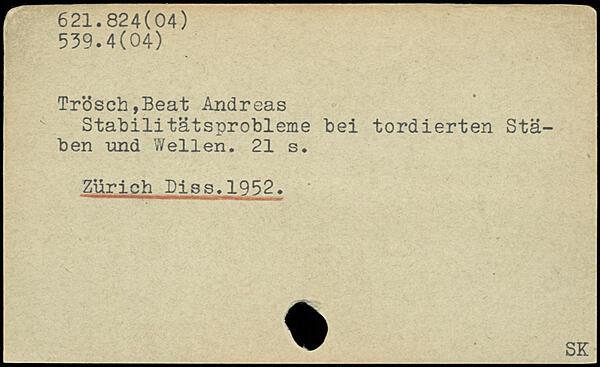 621.824(04)
539.4(04)
Trösch,Beat Andreas
Stabilitätsprobleme bei tordierten Stä-
ben und Wellen. 21 s.
Zürich Diss.1952.
SK